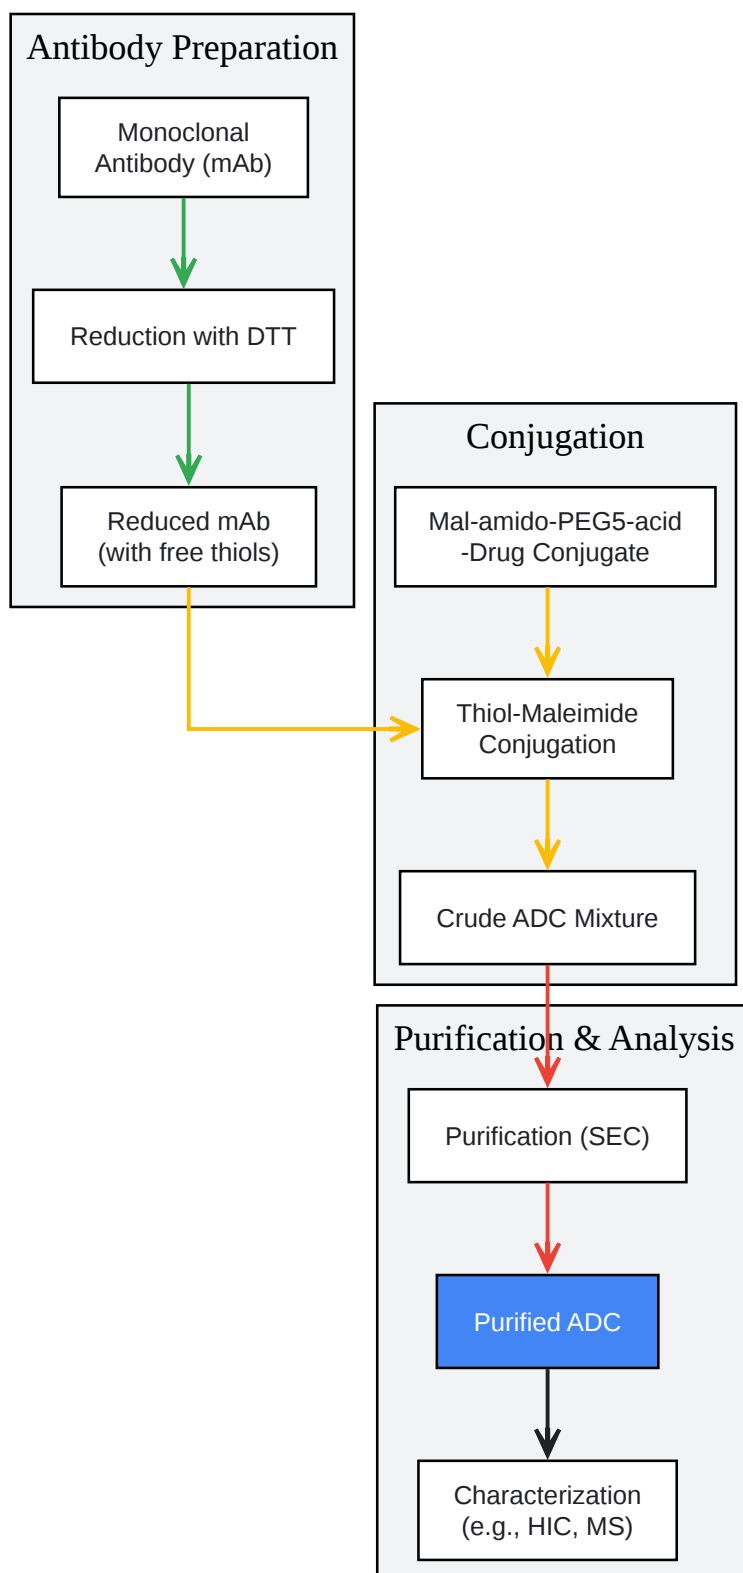 Antibody Preparation
Monoclonal
Antibody (mAb)
Reduction with DTT
Reduced mAb
(with free thiols)
Conjugation
Mal-amido-PEG5-acid
-Drug Conjugate
Thiol-Maleimide
Conjugation
Crude ADC Mixture
Purification & Analysis
Purification (SEC)
Purified ADC
Characterization
(e.g., HIC, MS)